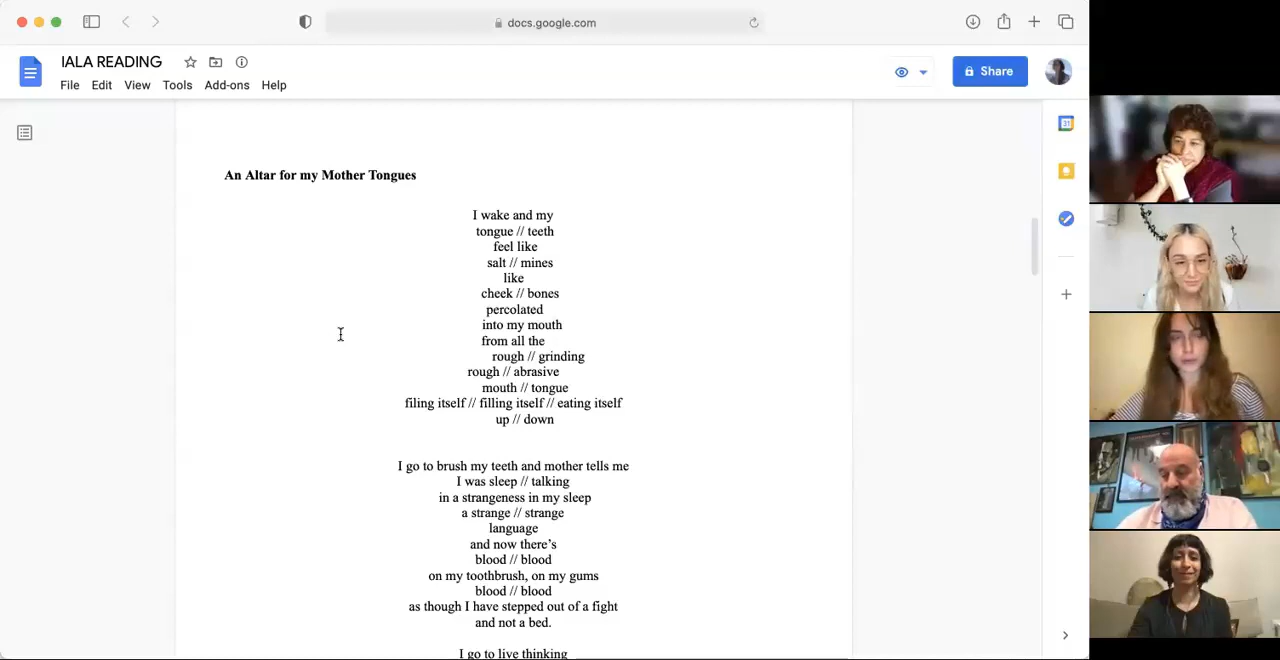 docs.google.com
IALA READING
File Edit View Tools Add-ons Help
Share
31
An Altar for my Mother Tongues
I wake and my
tongue // teeth
feel like
salt // mines
like
cheek // bones
percolated
into my mouth
from all the
rough // grinding
rough // abrasive
mouth // tongue
filing itself // filling itself // eating itself
up // down
I go to brush my teeth and mother tells me
I was sleep // talking
in a strangeness in my sleep
a strange // strange
language
and now there's
blood // blood
on my toothbrush, on my gums
blood // blood
as though I have stepped out of a fight
and not a bed.
I go to live thinking